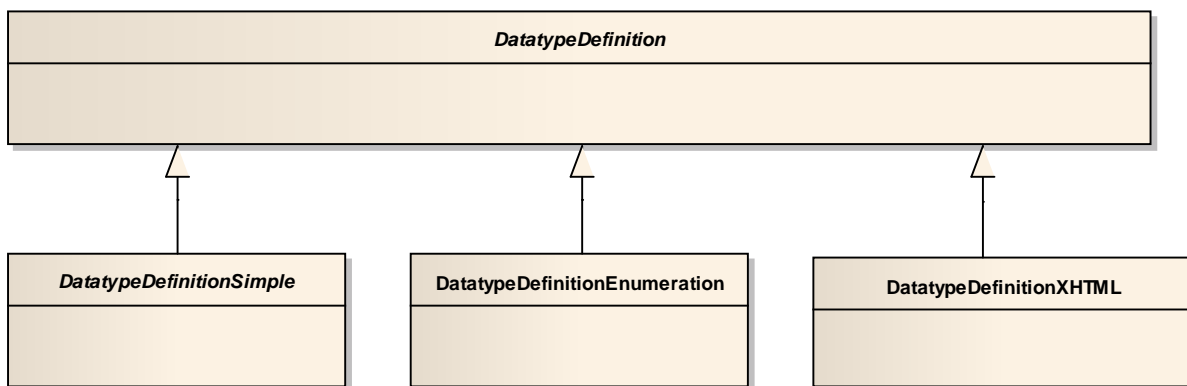 DatatypeDefinition
DatatypeDefinitionSimple
DatatypeDefinitionEnumeration
DatatypeDefinitionXHTML